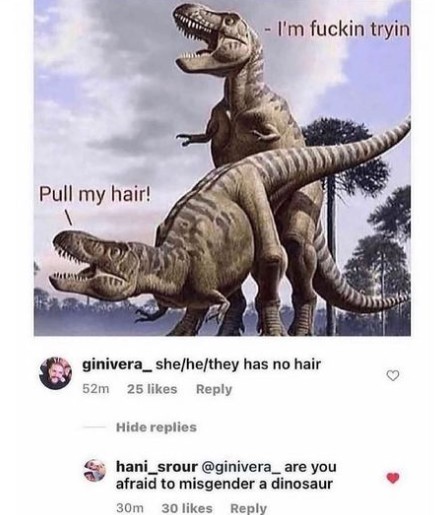 - I'm fuckin tryin
Pull my hair!
ginivera_ she/he/they has no hair
52m 25 likes Reply
Hide replies
hani_srour @ginivera_ are you
afraid to misgender a dinosaur
30m 30 likes Reply